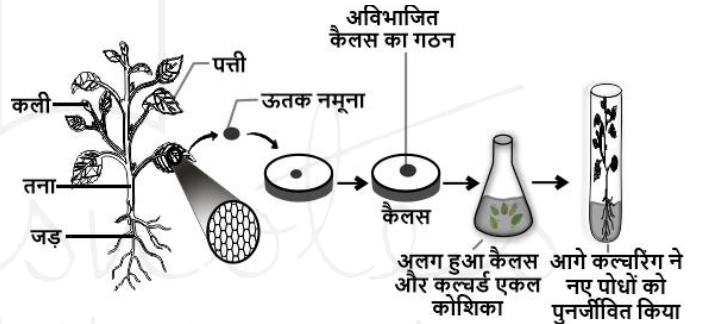 अविभाजित
कैलस का गठन
पत्ती
कली
ऊतक नमूना
तना
जड़
कैलस
अलग हुआ कैलस
और कल्चर्ड एकल
कोशिका
आगे कल्चरिंग ने
नए पोधों को
पुनर्जीवित किया